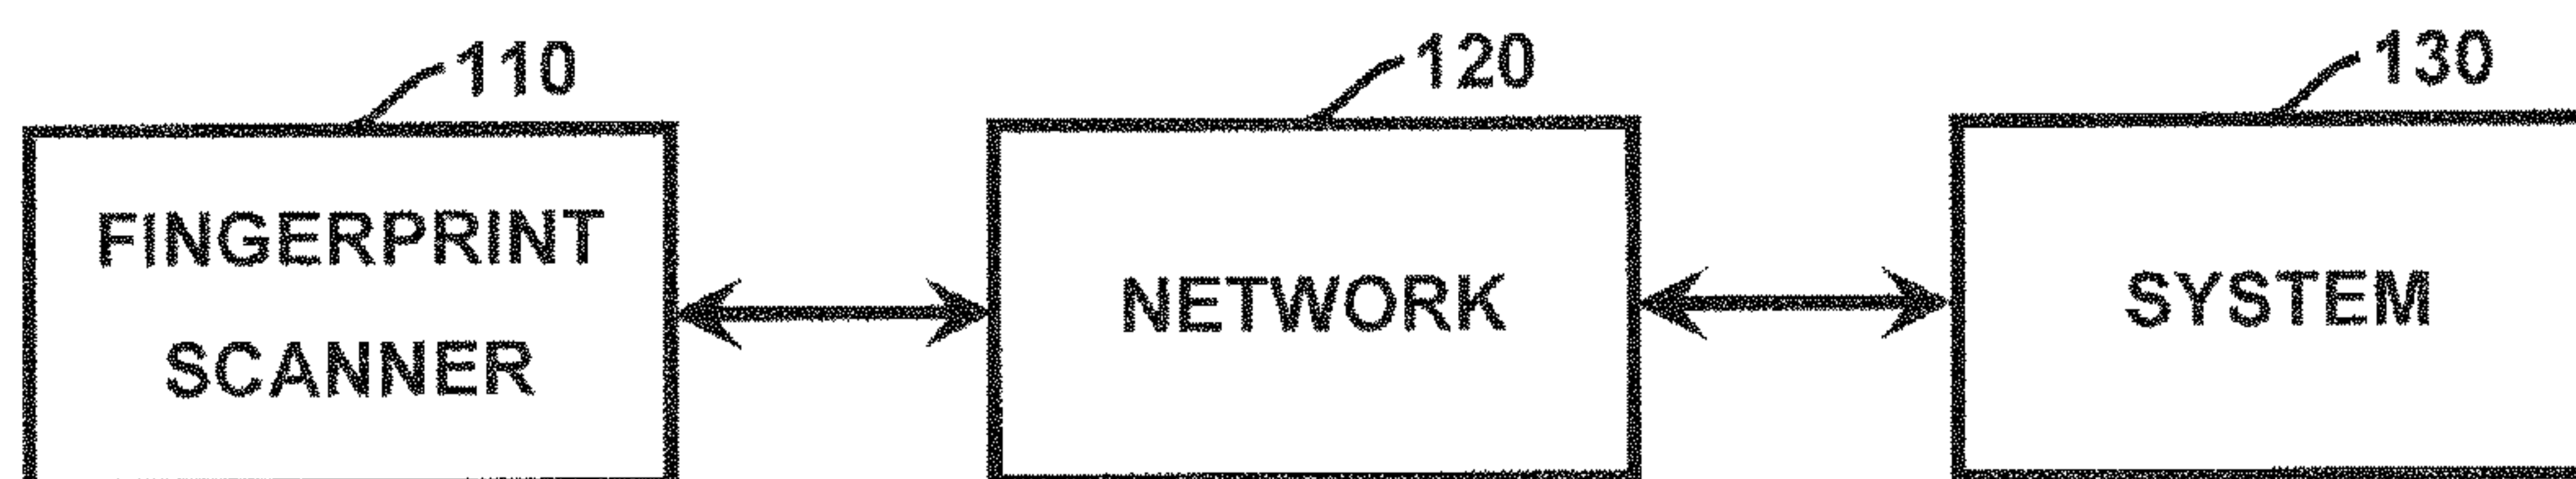 110
120
130
FINGERPRINT
SCANNER
NETWORK
SYSTEM